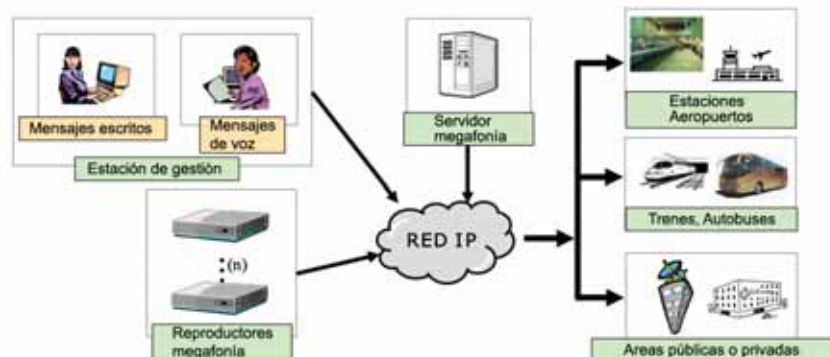 Mensajes escritos
Mensajes
de voz
Estación de gestión
Servidor
megafonía
Estaciones
Aeropuertos
RED IP
Trenes, Autobuses
(n)
Reproductores
megafonía
Areas públicas o privadas